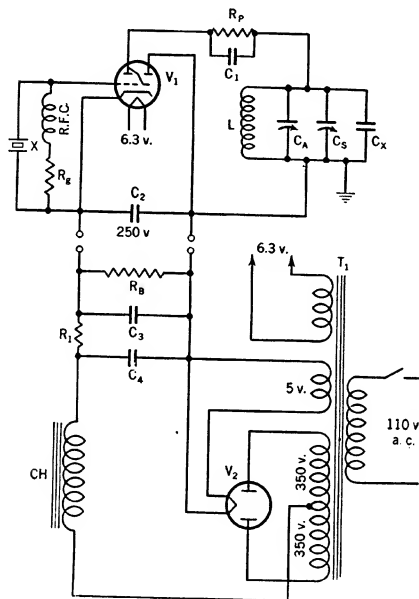 R_P
C_1
V_1
R.F.C.
X
R_g
6.3 v.
L
C_A
C_S
C_X
C_2
250 v
R_B
6.3 v.
T_1
C_3
R_1
C_4
5 v.
CH
V_2
350 v.
350 v.
110 v
a. c.